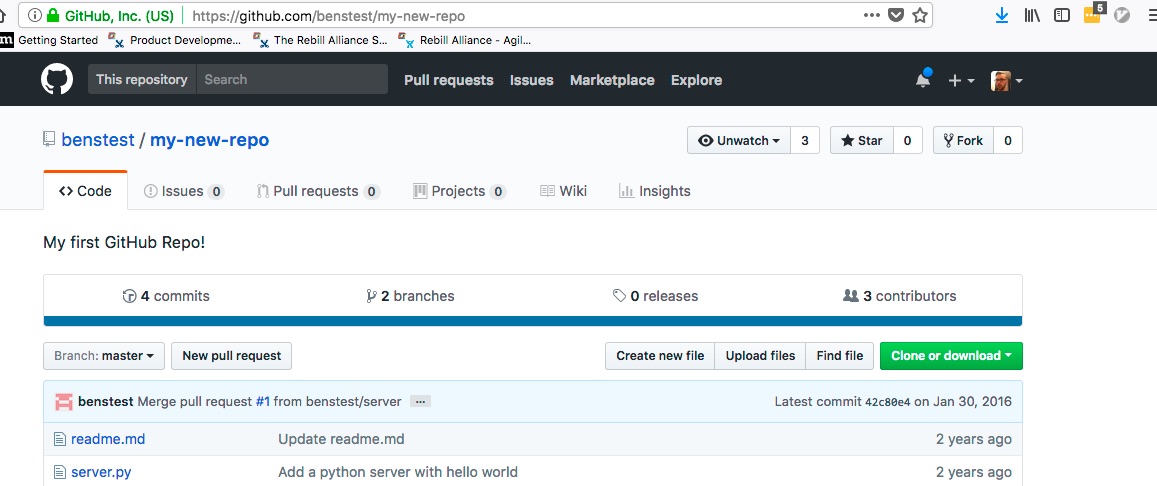 GitHub, Inc. (US) https://github.com/benstest/my-new-repo
5
m Getting Started Product Developme... The Rebill Alliance S... Rebill Alliance - Agil...
This repository Search Pull requests Issues Marketplace Explore
benstest / my-new-repo Unwatch 3 Star 0 Fork 0
Code Issues 0 Pull requests 0 Projects 0 Wiki Insights
My first GitHub Repo!
4 commits 2 branches 0 releases 3 contributors
Branch: master New pull request Create new file Upload files Find file Clone or download
benstest Merge pull request #1 from benstest/server ... Latest commit 42c80e4 on Jan 30, 2016
readme.md Update readme.md 2 years ago
server.py Add a python server with hello world 2 years ago